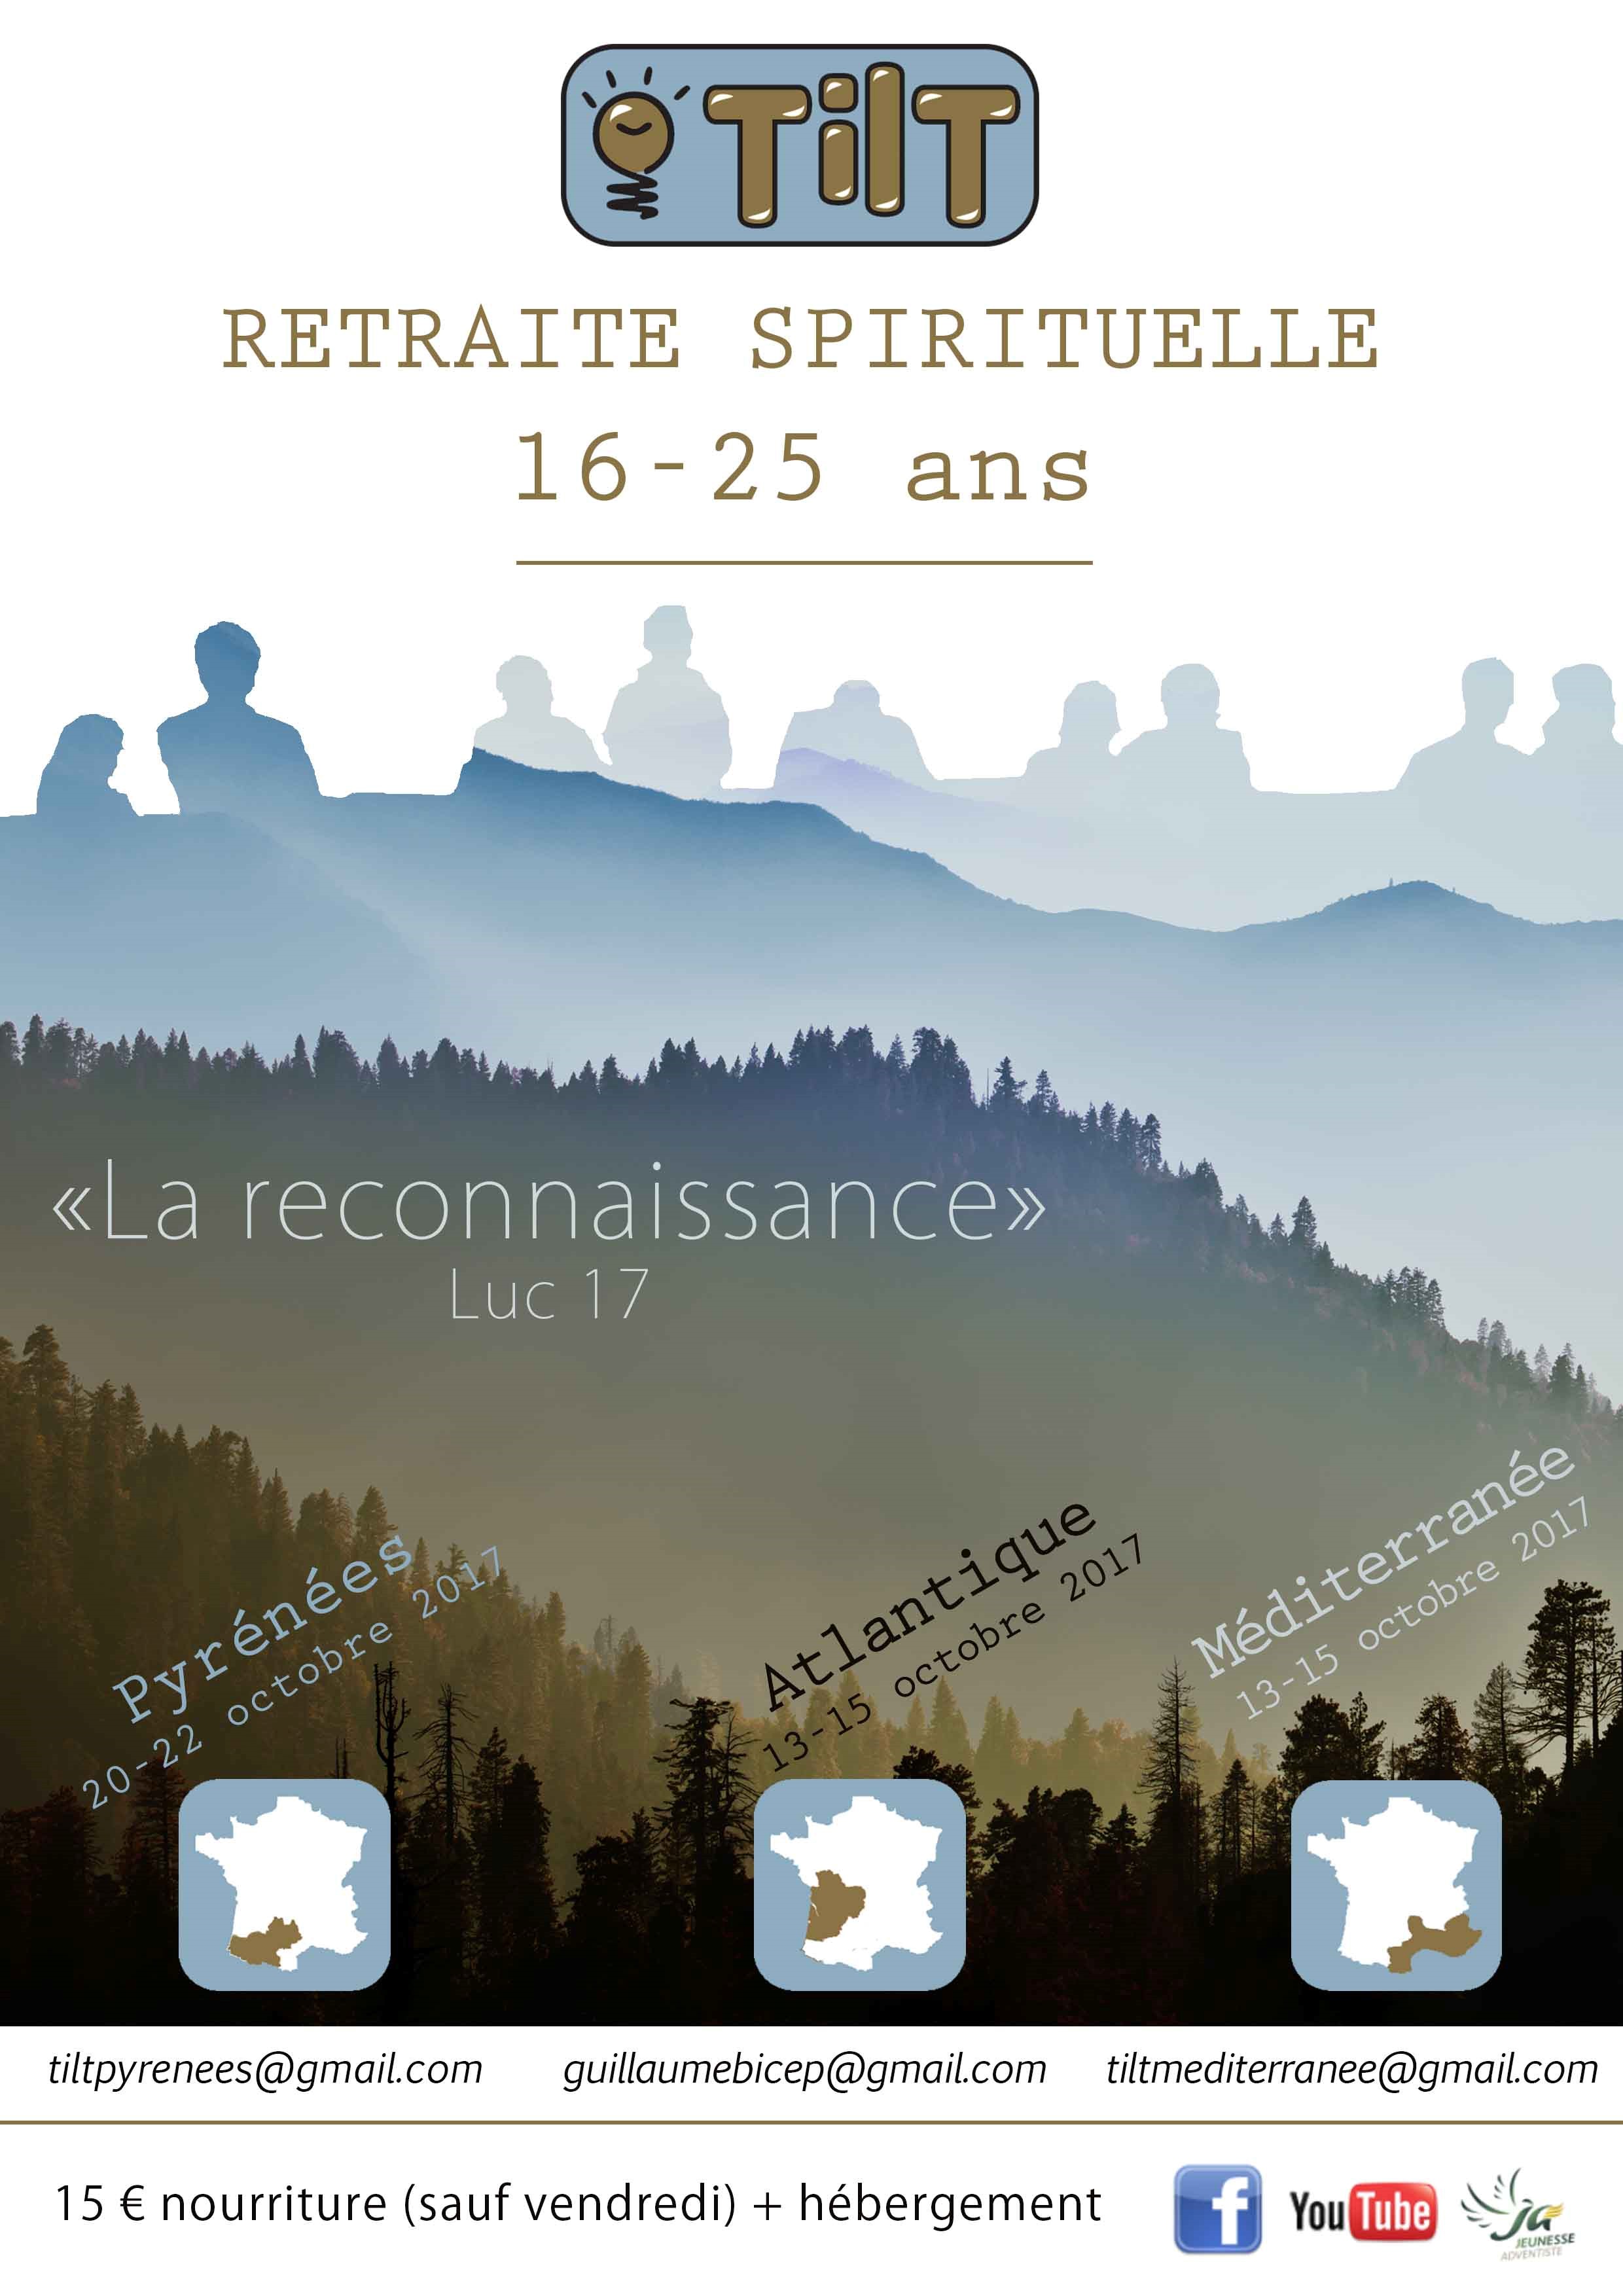 TilT
RETRAITE SPIRITUELLE
16-25 ans
«La reconnaissance»
Luc 17
Pyrénées
20-22 octobre 2017
Atlantique
13-15 octobre 2017
Méditerranée
13-15 octobre 2017
tiltpyrenees@gmail.com
guillaumebicep@gmail.com
tiltmediterranee@gmail.com
15 € nourriture (sauf vendredi) + hébergement
f
YouTube
ja
JEUNESSE
ADVENTISTE